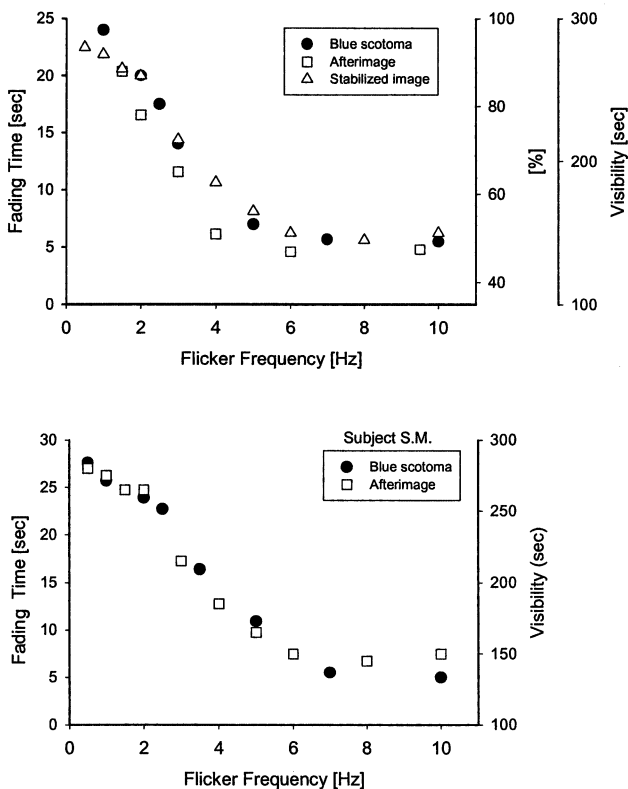 25
20
15
10
5
0
Fading Time [sec]
Blue scotoma
Afterimage
Stabilized image
100
80
60
40
[%]
300
200
100
Visibility [sec]
0 2 4 6 8 10
Flicker Frequency [Hz]
Subject S.M.
30
25
20
15
10
5
0
Fading Time [sec]
Blue scotoma
Afterimage
300
250
200
150
100
Visibility (sec)
0 2 4 6 8 10
Flicker Frequency [Hz]